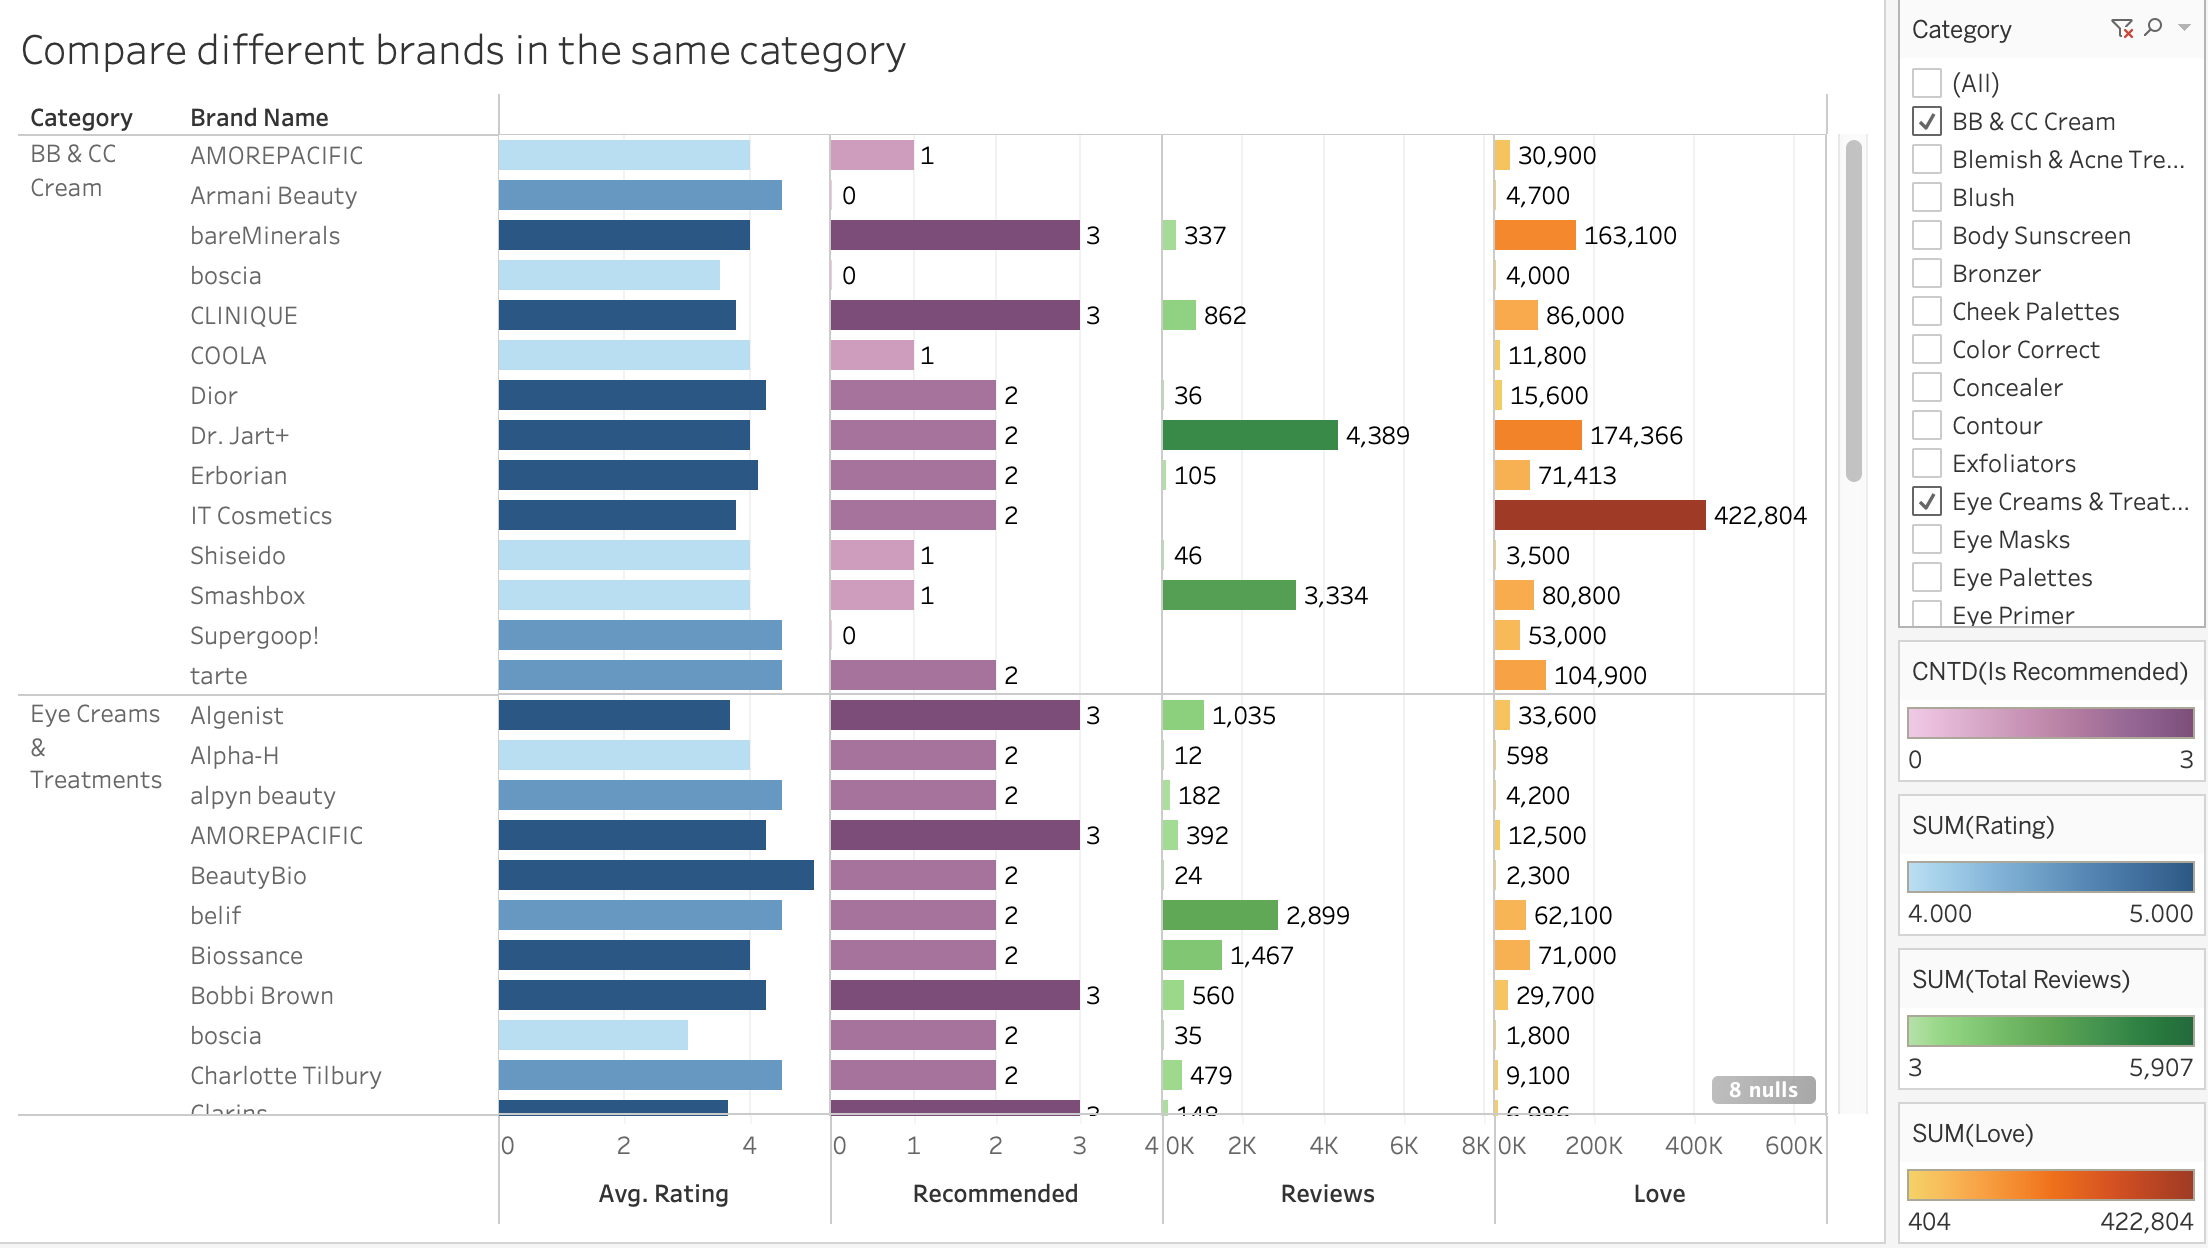 Compare different brands in the same category
Category Brand Name
BB & CC
Cream
AMOREPACIFIC 1 30,900
Armani Beauty 0 4,700
bareMinerals 3 337 163,100
boscia 0 4,000
CLINIQUE 3 862 86,000
COOLA 1 11,800
Dior 2 36 15,600
Dr. Jart+ 2 4,389 174,366
Erborian 2 105 71,413
IT Cosmetics 2 422,804
Shiseido 1 46 3,500
Smashbox 1 3,334 80,800
Supergoop! 0 53,000
tarte 2 104,900
Eye Creams
&
Treatments
Algenist 3 1,035 33,600
Alpha-H 2 12 598
alpyn beauty 2 182 4,200
AMOREPACIFIC 3 392 12,500
BeautyBio 2 24 2,300
belif 2 2,899 62,100
Biossance 2 1,467 71,000
Bobbi Brown 3 560 29,700
boscia 2 35 1,800
Charlotte Tilbury 2 479 9,100
Clarins
8 nulls
0 2 4 0 1 2 3 4 0K 2K 4K 6K 8K 0K 200K 400K 600K
Avg. Rating Recommended Reviews Love
Category
(All)
BB & CC Cream
Blemish & Acne Tre...
Blush
Body Sunscreen
Bronzer
Cheek Palettes
Color Correct
Concealer
Contour
Exfoliators
Eye Creams & Treat...
Eye Masks
Eye Palettes
Eye Primer
CNTD(Is Recommended)
0 3
SUM(Rating)
4.000 5.000
SUM(Total Reviews)
3 5,907
SUM(Love)
404 422,804